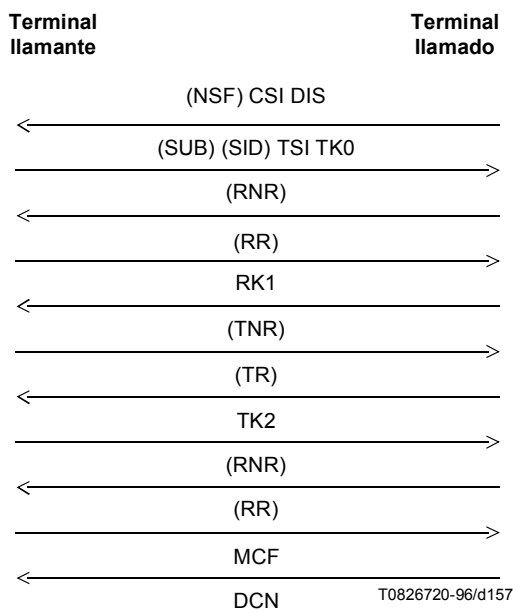 Terminal
llamante
Terminal
llamado
(NSF) CSI DIS
(SUB) (SID) TSI TK0
(RNR)
(RR)
RK1
(TNR)
(TR)
TK2
(RNR)
(RR)
MCF
DCN
T0826720-96/d157